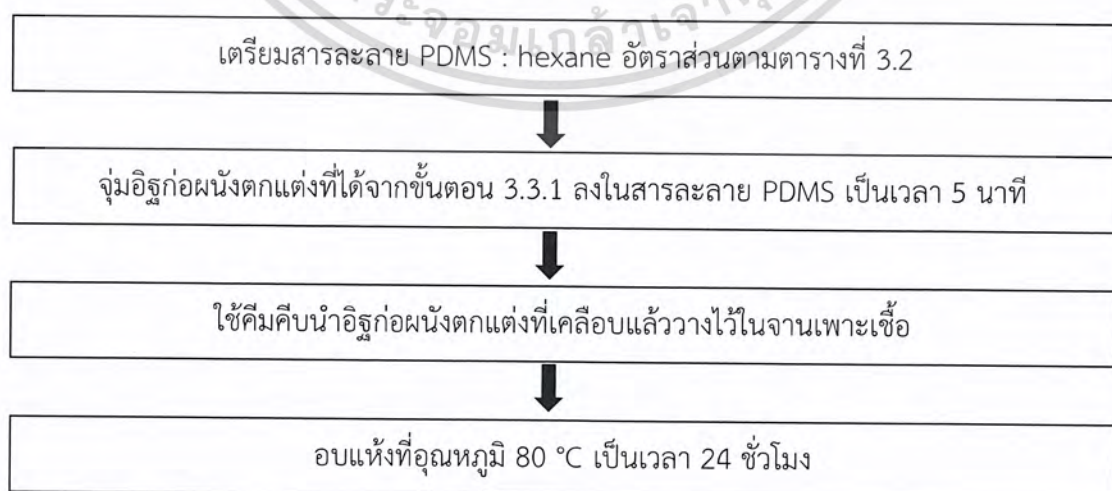 เตรียมสารละลาย PDMS : hexane อัตราส่วนตามตารางที่ 3.2
จุ่มอิฐก่อผนังตกแต่งที่ได้จากขั้นตอน 3.3.1 ลงในสารละลาย PDMS เป็นเวลา 5 นาที
ใช้คีมคีบนำอิฐก่อผนังตกแต่งที่เคลือบแล้ววางไว้ในจานเพาะเชื้อ
อบแห้งที่อุณหภูมิ 80 °C เป็นเวลา 24 ชั่วโมง